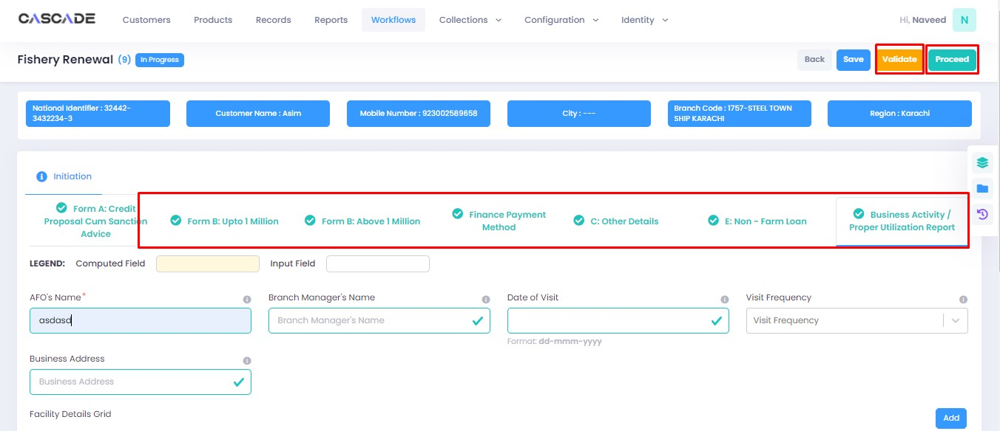 CASCADE Customers Products Records Reports Workflows Collections Configuration Identity Hi, Naveed N
Fishery Renewal (9) In Progress Back Save Validate Proceed
National Identifier : 32442-
3432234-3
Customer Name : Asim
Mobile Number : 923002589658
City : ---
Branch Code : 1757-STEEL TOWN
SHIP KARACHI
Region : Karachi
Initiation
Form A: Credit
Proposal Cum Sanction
Advice
Form B: Upto 1 Million
Form B: Above 1 Million
Finance Payment
Method
C: Other Details
E: Non - Farm Loan
Business Activity /
Proper Utilization Report
LEGEND: Computed Field Input Field
AFO's Name* Branch Manager's Name Date of Visit Visit Frequency
asdasd Branch Manager's Name Visit Frequency
Format: dd-mmm-yyyy
Business Address
Business Address
Facility Details Grid
Add